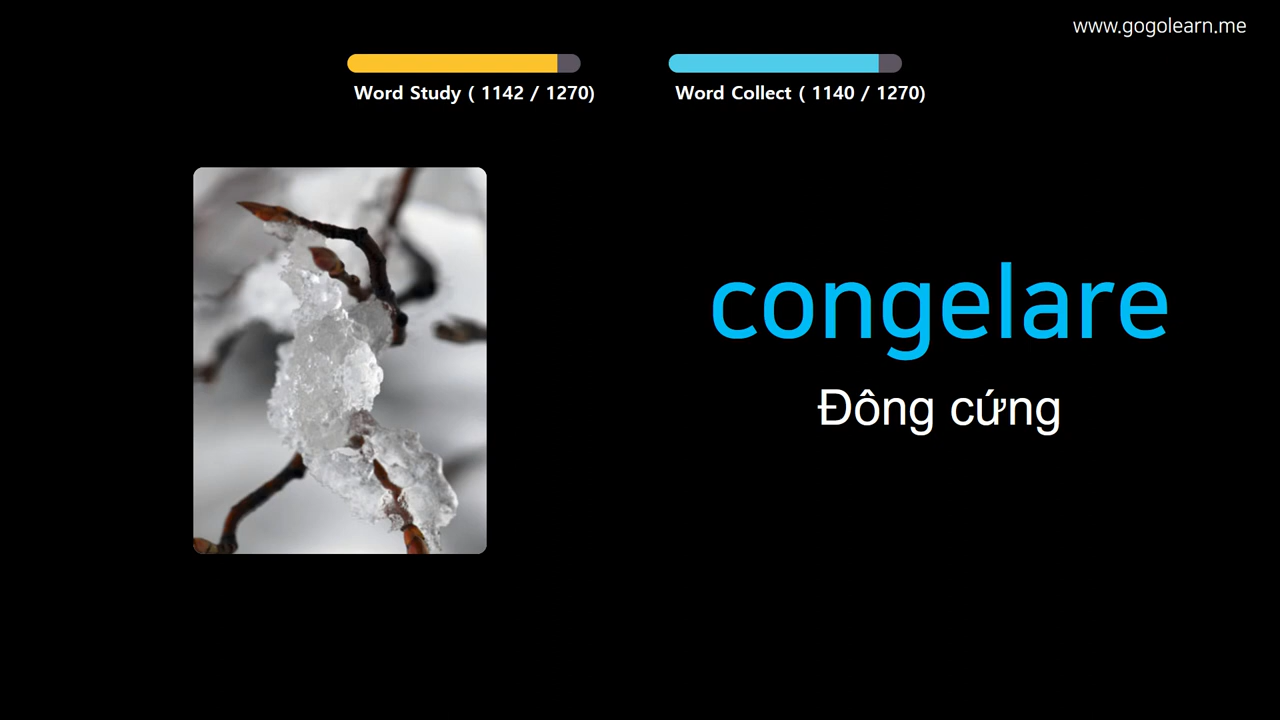 www.gogolearn.me
Word Study ( 1142 / 1270)
Word Collect ( 1140 / 1270)
congelare
Đông cứng